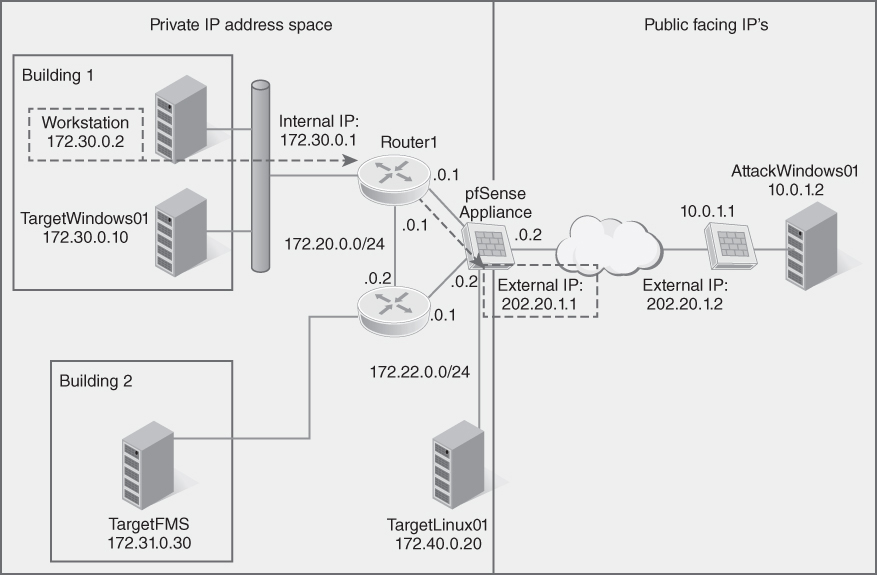 Private IP address space
Public facing IP's
Building 1
Workstation
172.30.0.2
Internal IP:
172.30.0.1
Router1
.0.1
pfSense
Appliance
AttackWindows01
10.0.1.2
TargetWindows01
172.30.0.10
172.20.0.0/24
.0.1
.0.2
10.0.1.1
.0.2
.0.2
External IP:
202.20.1.1
External IP:
202.20.1.2
.0.1
172.22.0.0/24
Building 2
TargetFMS
172.31.0.30
TargetLinux01
172.40.0.20